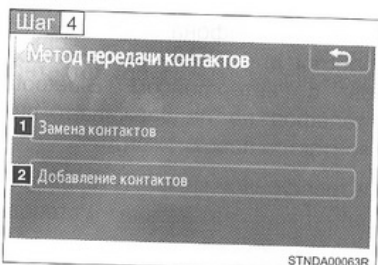 Шаг 4
Метод передачи контактов
1 Замена контактов
2 Добавление контактов
STNDA00063R